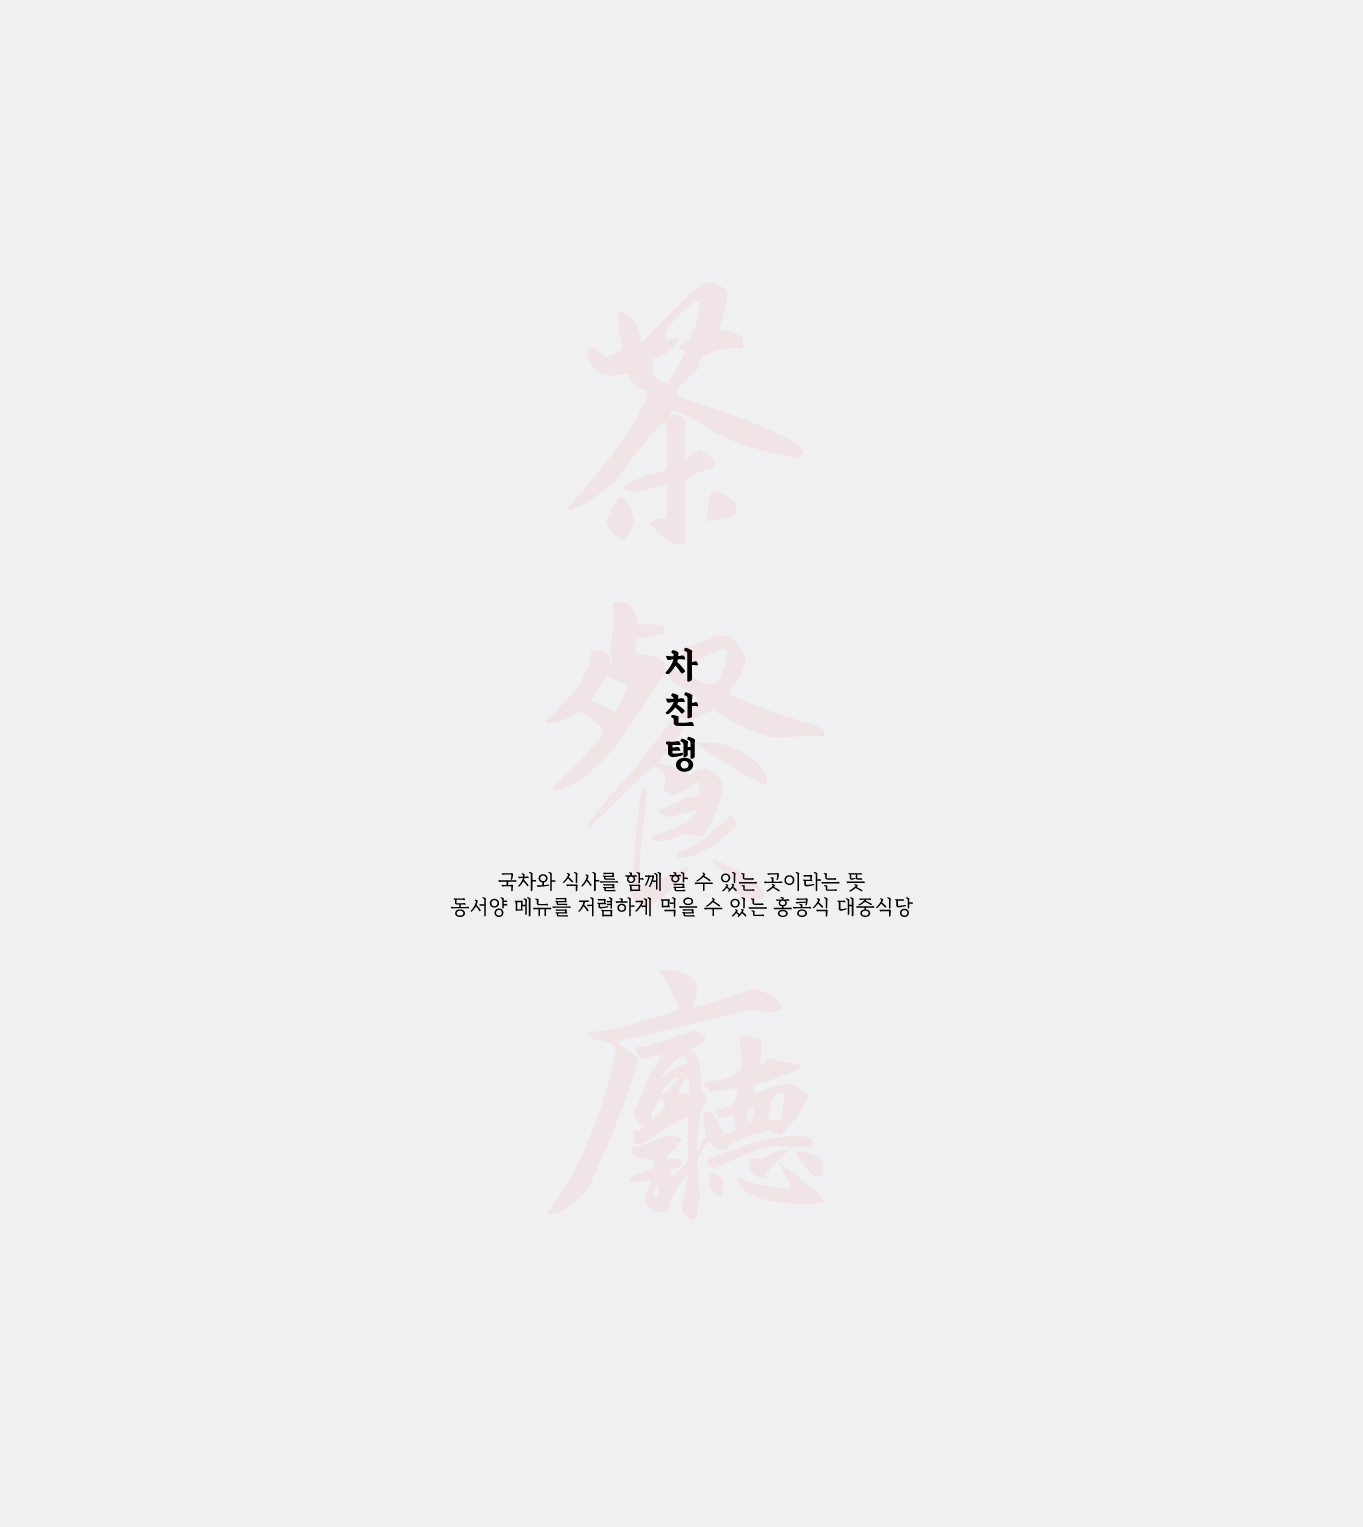 茶餐廳
차찬탱
국차와 식사를 함께 할 수 있는 곳이라는 뜻
동서양 메뉴를 저렴하게 먹을 수 있는 홍콩식 대중식당